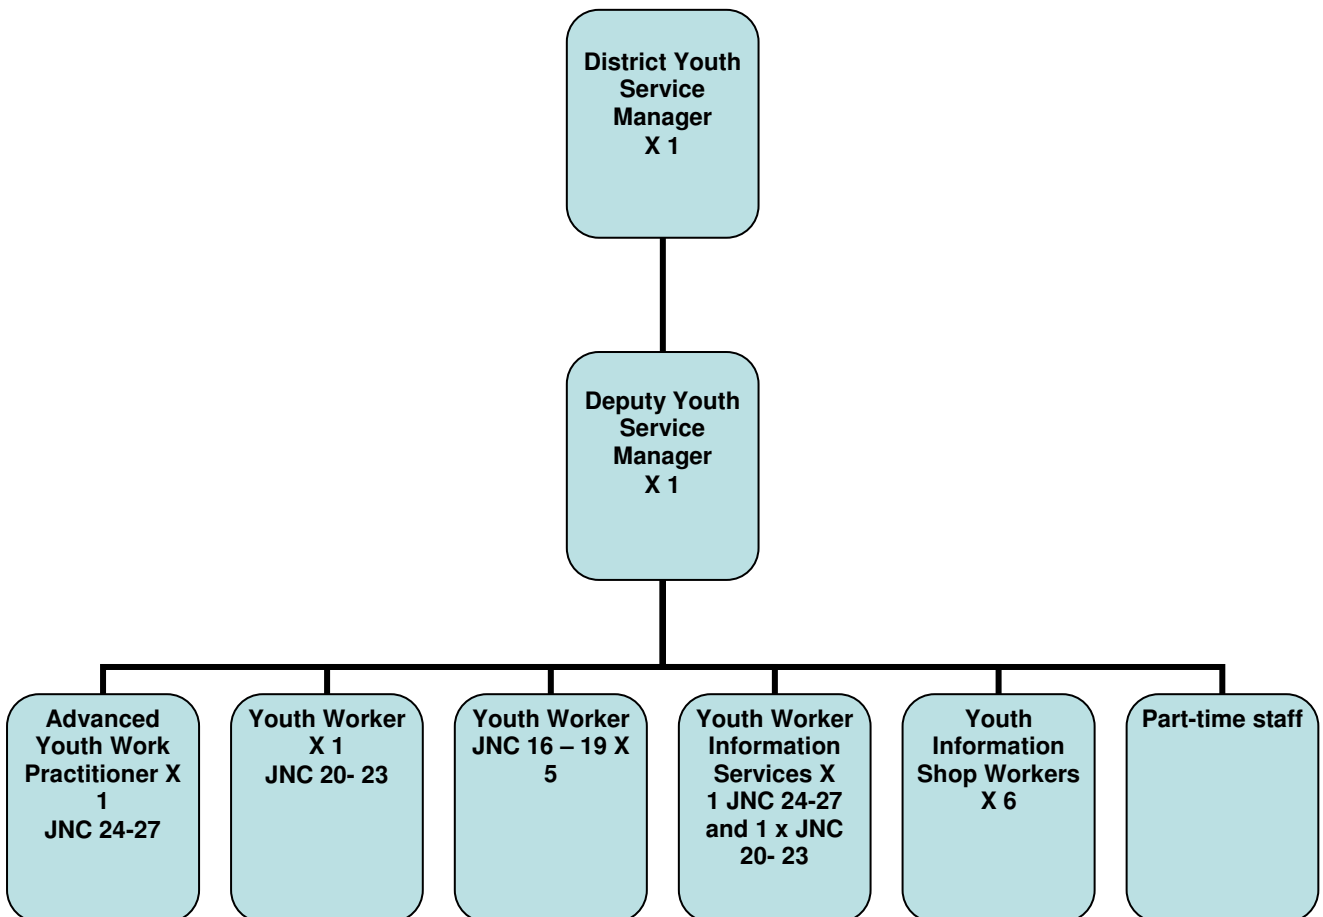 District Youth
Service
Manager
X 1
Deputy Youth
Service
Manager
X 1
Advanced
Youth Work
Practitioner X
1
JNC 24-27
Youth Worker
X 1
JNC 20- 23
Youth Worker
JNC 16 – 19 X
5
Youth Worker
Information
Services X
1 JNC 24-27
and 1 x JNC
20- 23
Youth
Information
Shop Workers
X 6
Part-time staff